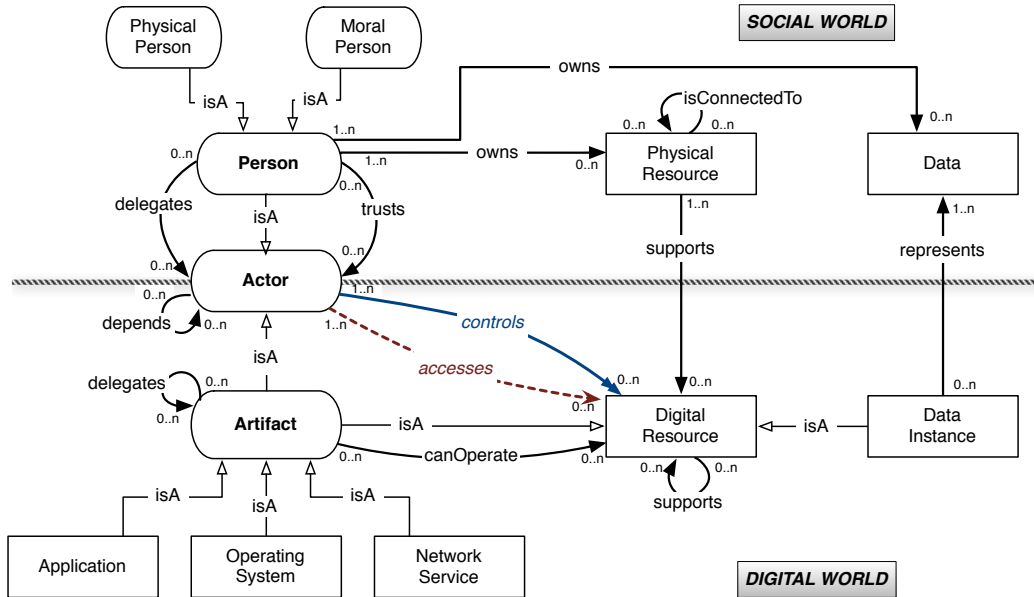 Physical
Person
Moral
Person
SOCIAL WORLD
owns
isA
isA
isConnectedTo
0..n
0..n
0..n
1..n
owns
1..n
0..n
0..n
Person
0..n
Physical
Resource
Data
delegates
isA
trusts
1..n
1..n
supports
represents
0..n
0..n
Actor
0..n
1..n
depends
0..n
1..n
controls
isA
accesses
delegates
0..n
0..n
0..n
0..n
0..n
0..n
Artifact
isA
Digital
Resource
isA
Data
Instance
0..n
canOperate
0..n
0..n
0..n
supports
isA
isA
isA
Application
Operating
System
Network
Service
DIGITAL WORLD